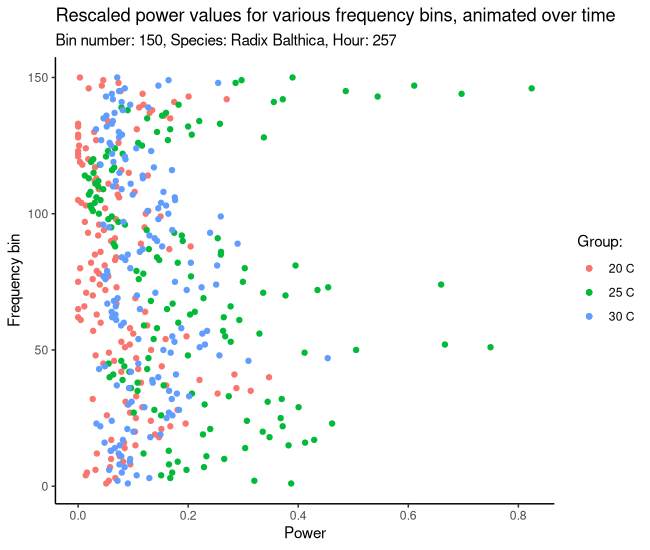 Rescaled power values for various frequency bins, animated over time
Bin number: 150, Species: Radix Balthica, Hour: 257
150
100
50
0
Frequency bin
0.0 0.2 0.4 0.6 0.8
Power
Group:
20 C
25 C
30 C